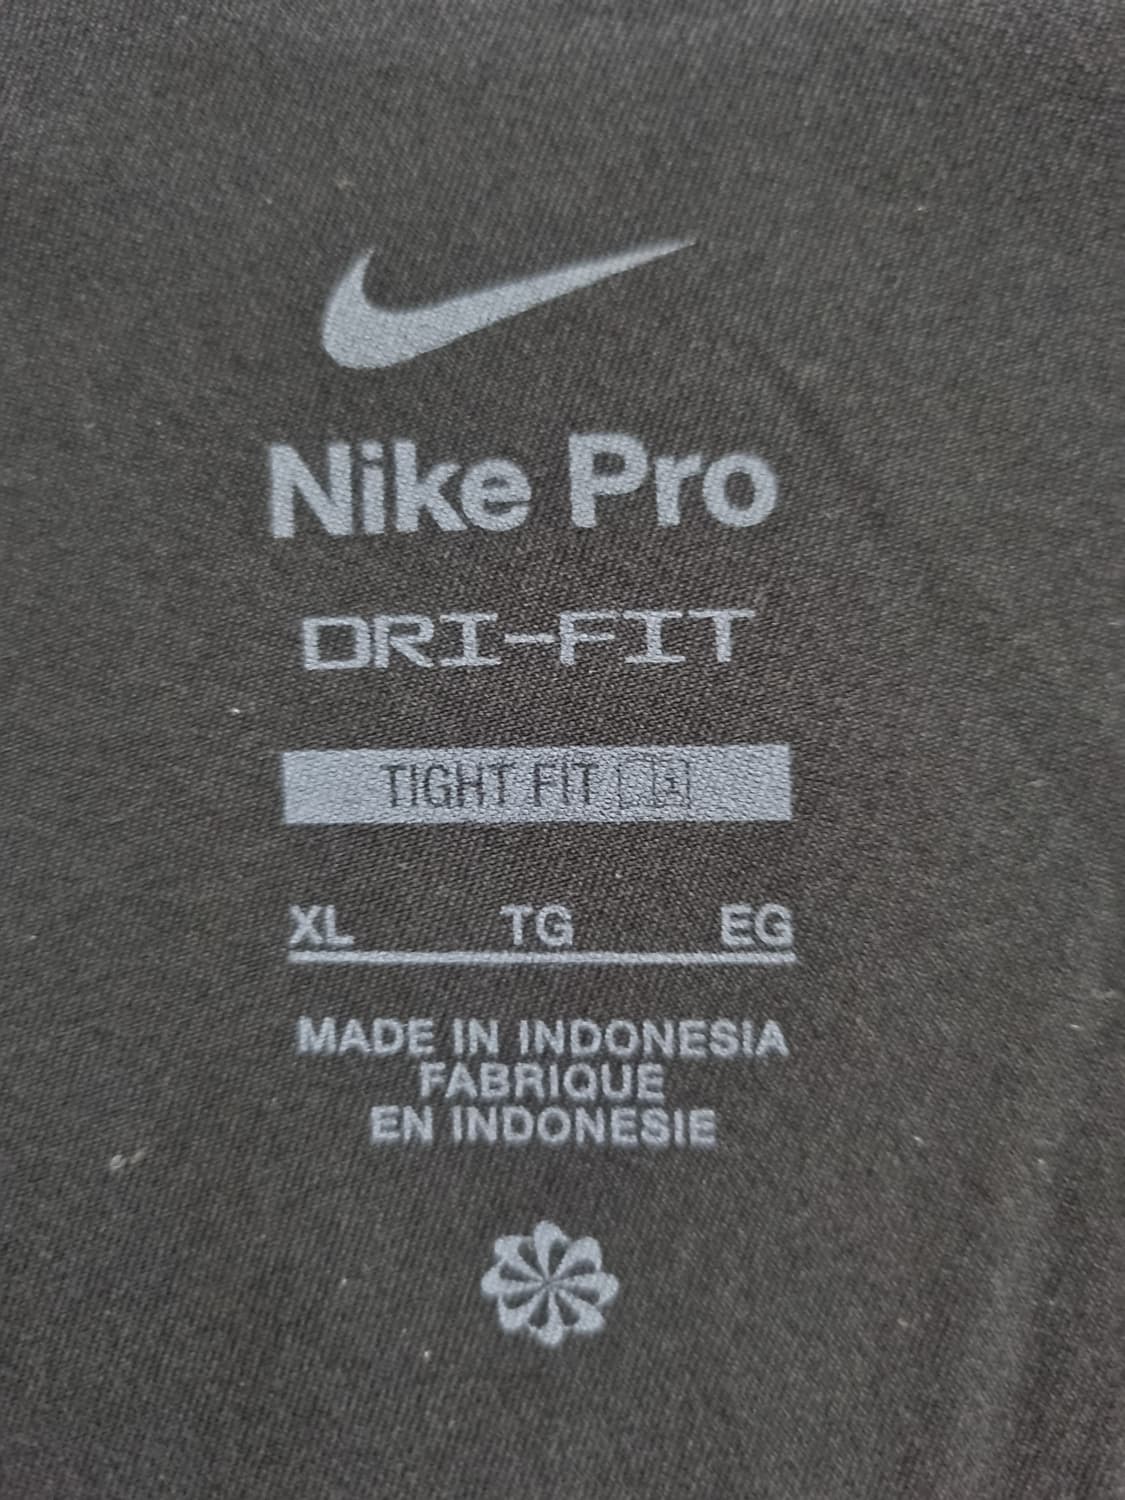 Nike Pro
DRI-FIT
TIGHT FIT
XL TG EG
MADE IN INDONESIA
FABRIQUE
EN INDONESIE